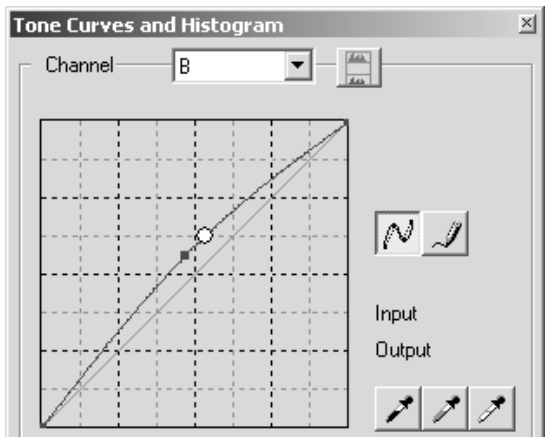 Tone Curves and Histogram
Channel
B
Input
Output